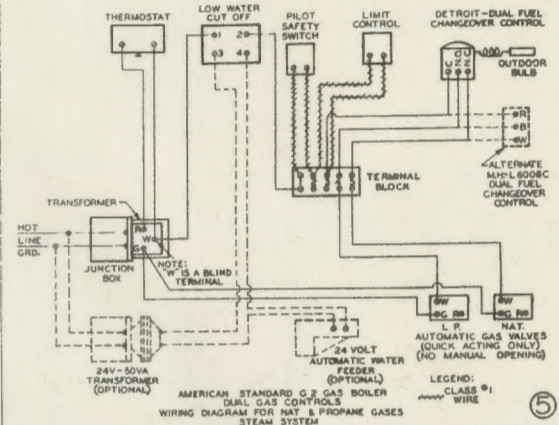 THERMOSTAT
LOW WATER
CUT OFF
1 2
3 4
PILOT
SAFETY
SWITCH
LIMIT
CONTROL
DETROIT-DUAL FUEL
CHANGEOVER CONTROL
OUTDOOR
BULB
C N.O. N.C.
R
B
W
ALTERNATE
M.H-L6008C
DUAL FUEL
CHANGEOVER
CONTROL
TERMINAL
BLOCK
TRANSFORMER
R
W
G
HOT
LINE
GRD.
JUNCTION
BOX
NOTE:
"W" IS A BLIND
TERMINAL
W
G R
L.P.
W
G R
NAT.
AUTOMATIC GAS VALVES
(QUICK ACTING ONLY)
(NO MANUAL OPENING)
24V-50VA
TRANSFORMER
(OPTIONAL)
24 VOLT
AUTOMATIC WATER
FEEDER
(OPTIONAL)
LEGEND:
CLASS #1
WIRE
AMERICAN STANDARD G 2 GAS BOILER
DUAL GAS CONTROLS
WIRING DIAGRAM FOR NAT & PROPANE GASES
STEAM SYSTEM
5